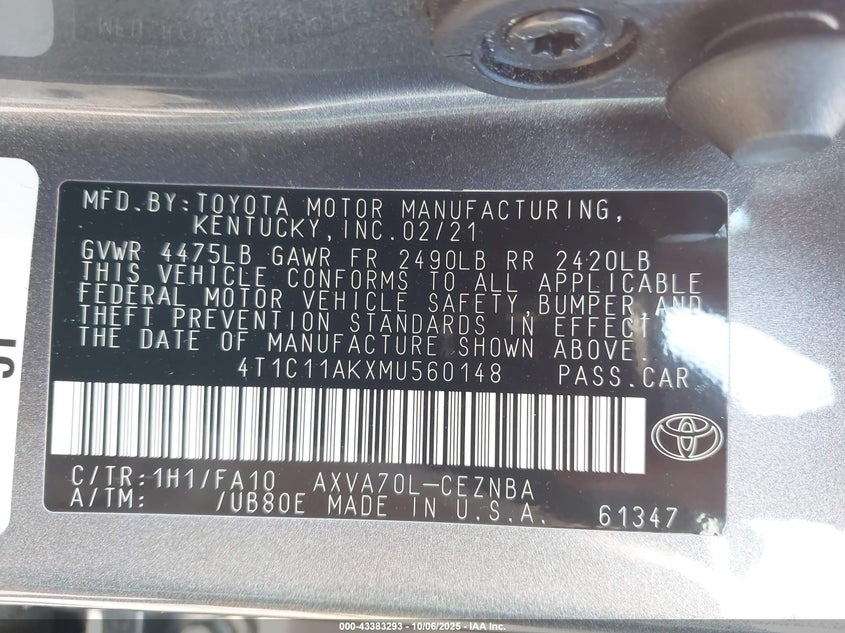 MFD.BY:TOYOTA MOTOR MANUFACTURING,
KENTUCKY, INC. 02/21
GVWR 4475LB GAWR FR 2490LB RR 2420LB
THIS VEHICLE CONFORMS TO ALL APPLICABLE
FEDERAL MOTOR VEHICLE SAFETY, BUMPER, AND
THEFT PREVENTION STANDARDS IN EFFECT ON
THE DATE OF MANUFACTURE SHOWN ABOVE.
4T1C11AKXMU560148 PASS.CAR
C/TR:1H1/FA10 AXVA70L-CEZNBA
A/TM: /UB80E MADE IN U.S.A. 61347
000-43383293 - 10/06/2025 - IAA Inc.